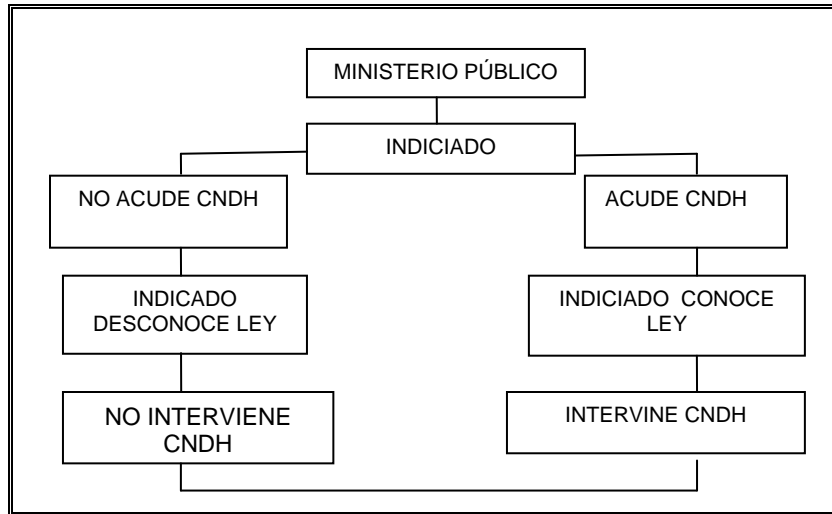 MINISTERIO PÚBLICO
INDICIADO
NO ACUDE CNDH
ACUDE CNDH
INDICADO
DESCONOCE LEY
INDICIADO CONOCE
LEY
NO INTERVIENE
CNDH
INTERVINE CNDH